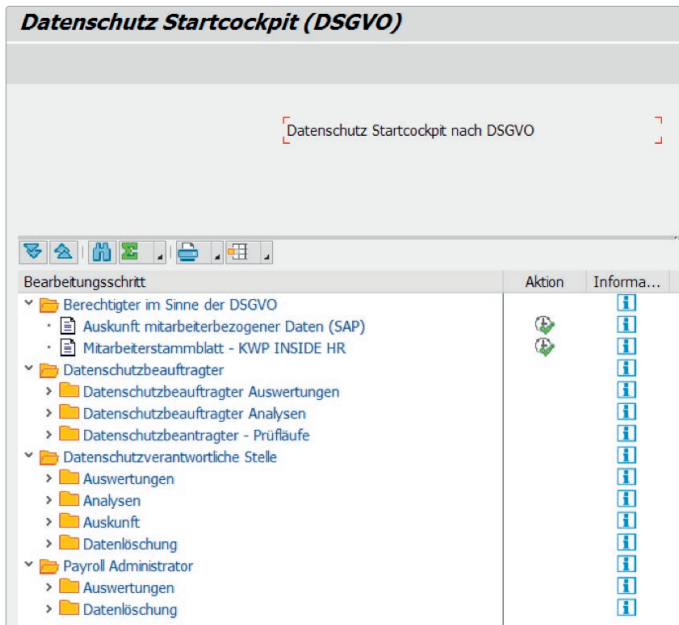 Datenschutz Startcockpit (DSGVO)
Datenschutz Startcockpit nach DSGVO
Bearbeitungsschritt Aktion Informa...
Berechtigter im Sinne der DSGVO
Auskunft mitarbeiterbezogener Daten (SAP)
Mitarbeiterstammblatt - KWP INSIDE HR
Datenschutzbeauftragter
Datenschutzbeauftragter Auswertungen
Datenschutzbeauftragter Analysen
Datenschutzbeantragter - Prüfläufe
Datenschutzverantwortliche Stelle
Auswertungen
Analysen
Auskunft
Datenlöschung
Payroll Administrator
Auswertungen
Datenlöschung